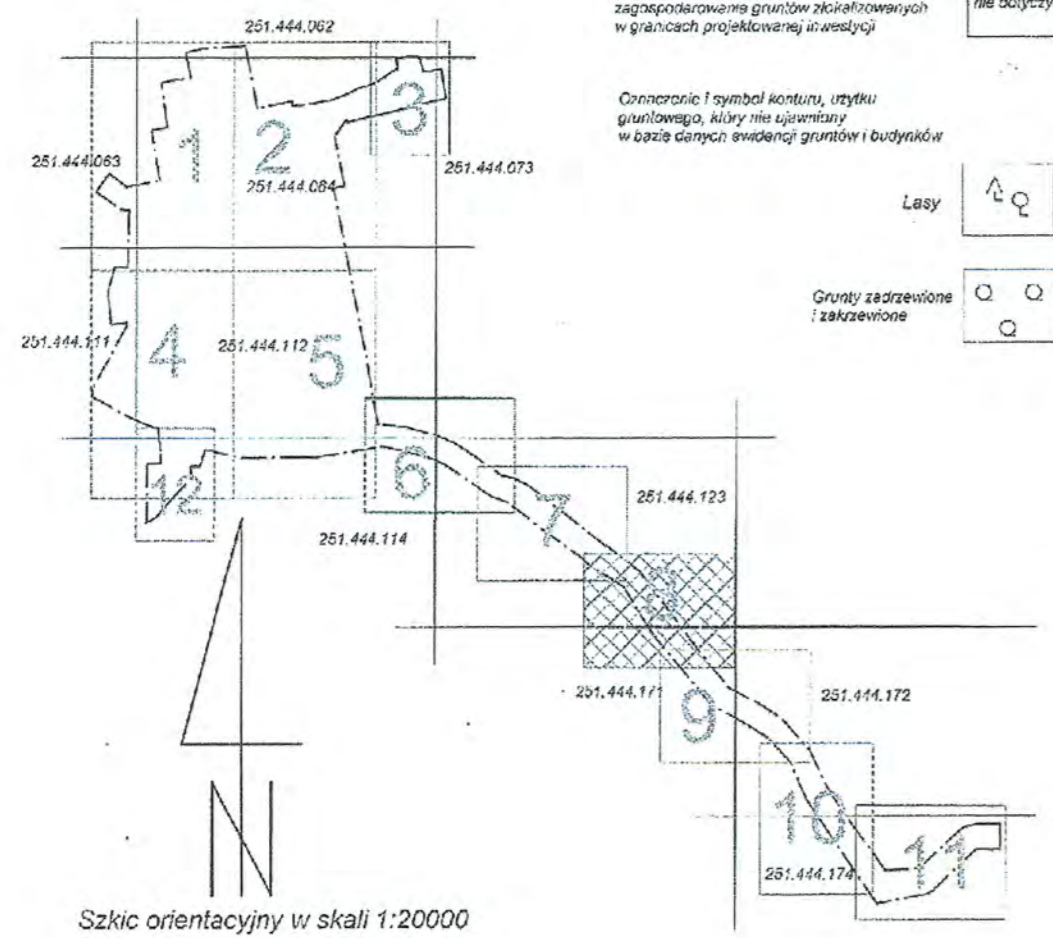 zagospodarowania gruntów zlokalizowanych
w granicach projektowanej inwestycji
nie dotyczy
251.444.062
Oznaczenie i symbol konturu, użytku
gruntowego, który nie ujawniony
w bazie danych ewidencji gruntów i budynków
3
1
2
251.444.063
251.444.064
251.444.073
Lasy
Grunty zadrzewione
i zakrzewione
251.444.111
4
251.444.112
5
6
12
7
251.444.123
251.444.114
8
251.444.171
9
251.444.172
10
11
251.444.174
N
Szkic orientacyjny w skali 1:20000